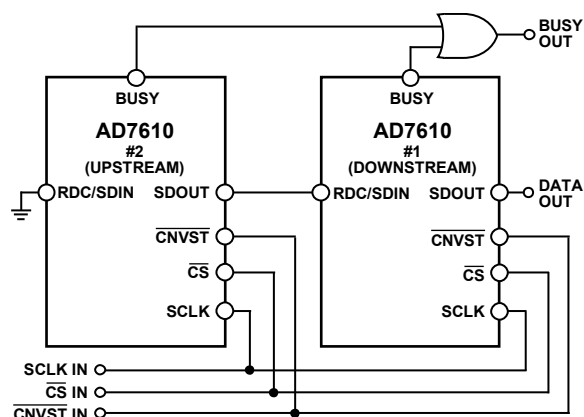 BUSY
OUT
BUSY
AD7610
#2
(UPSTREAM)
RDC/SDIN
SDOUT
CNVST
CS
SCLK
BUSY
AD7610
#1
(DOWNSTREAM)
RDC/SDIN
SDOUT
CNVST
CS
SCLK
DATA
OUT
SCLK IN
CS IN
CNVST IN